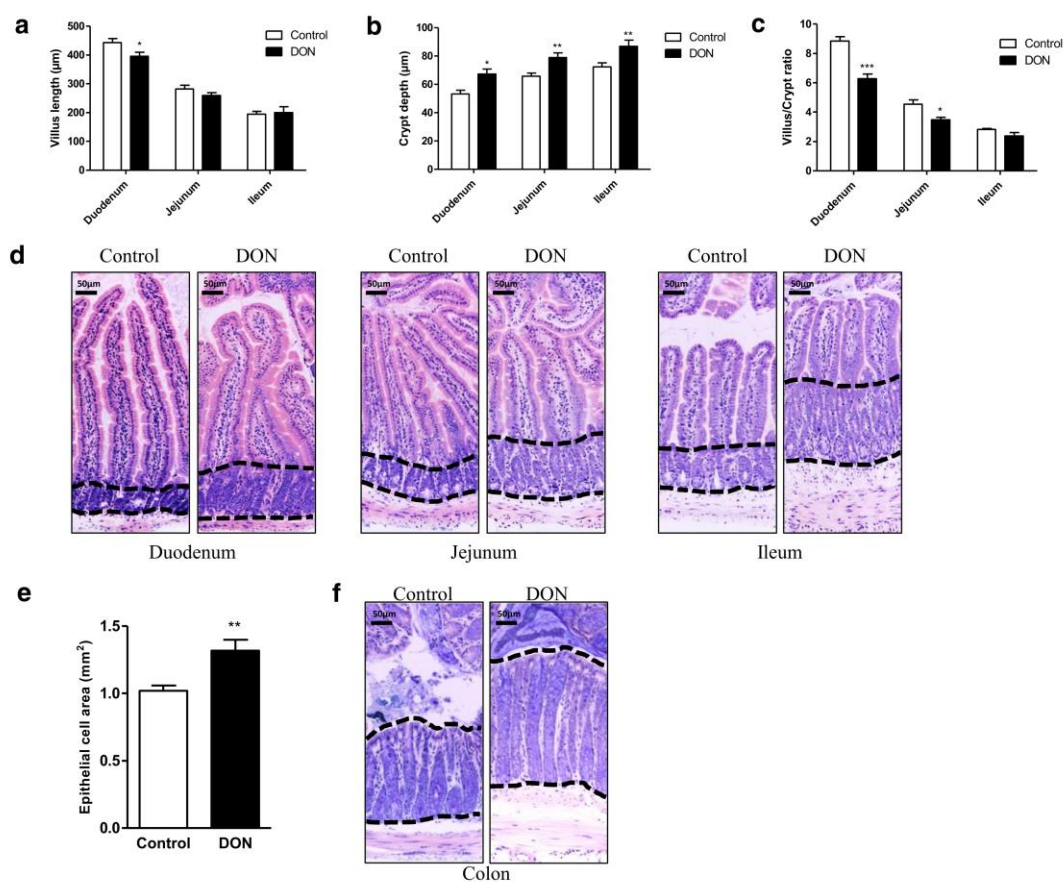 a
Villus length (µm)
500
400
300
200
100
0
*
Control
DON
Duodenum
Jejunum
Ileum
b
Crypt depth (µm)
100
80
60
40
20
0
*
**
**
Control
DON
Duodenum
Jejunum
Ileum
c
Villus/Crypt ratio
10
8
6
4
2
0
***
*
Control
DON
Duodenum
Jejunum
Ileum
d
Control
DON
50µm
50µm
Duodenum
Control
DON
50µm
50µm
Jejunum
Control
DON
50µm
50µm
Ileum
e
Epithelial cell area (mm²)
1.5
1.0
0.5
0.0
**
Control
DON
f
Control
DON
50µm
50µm
Colon